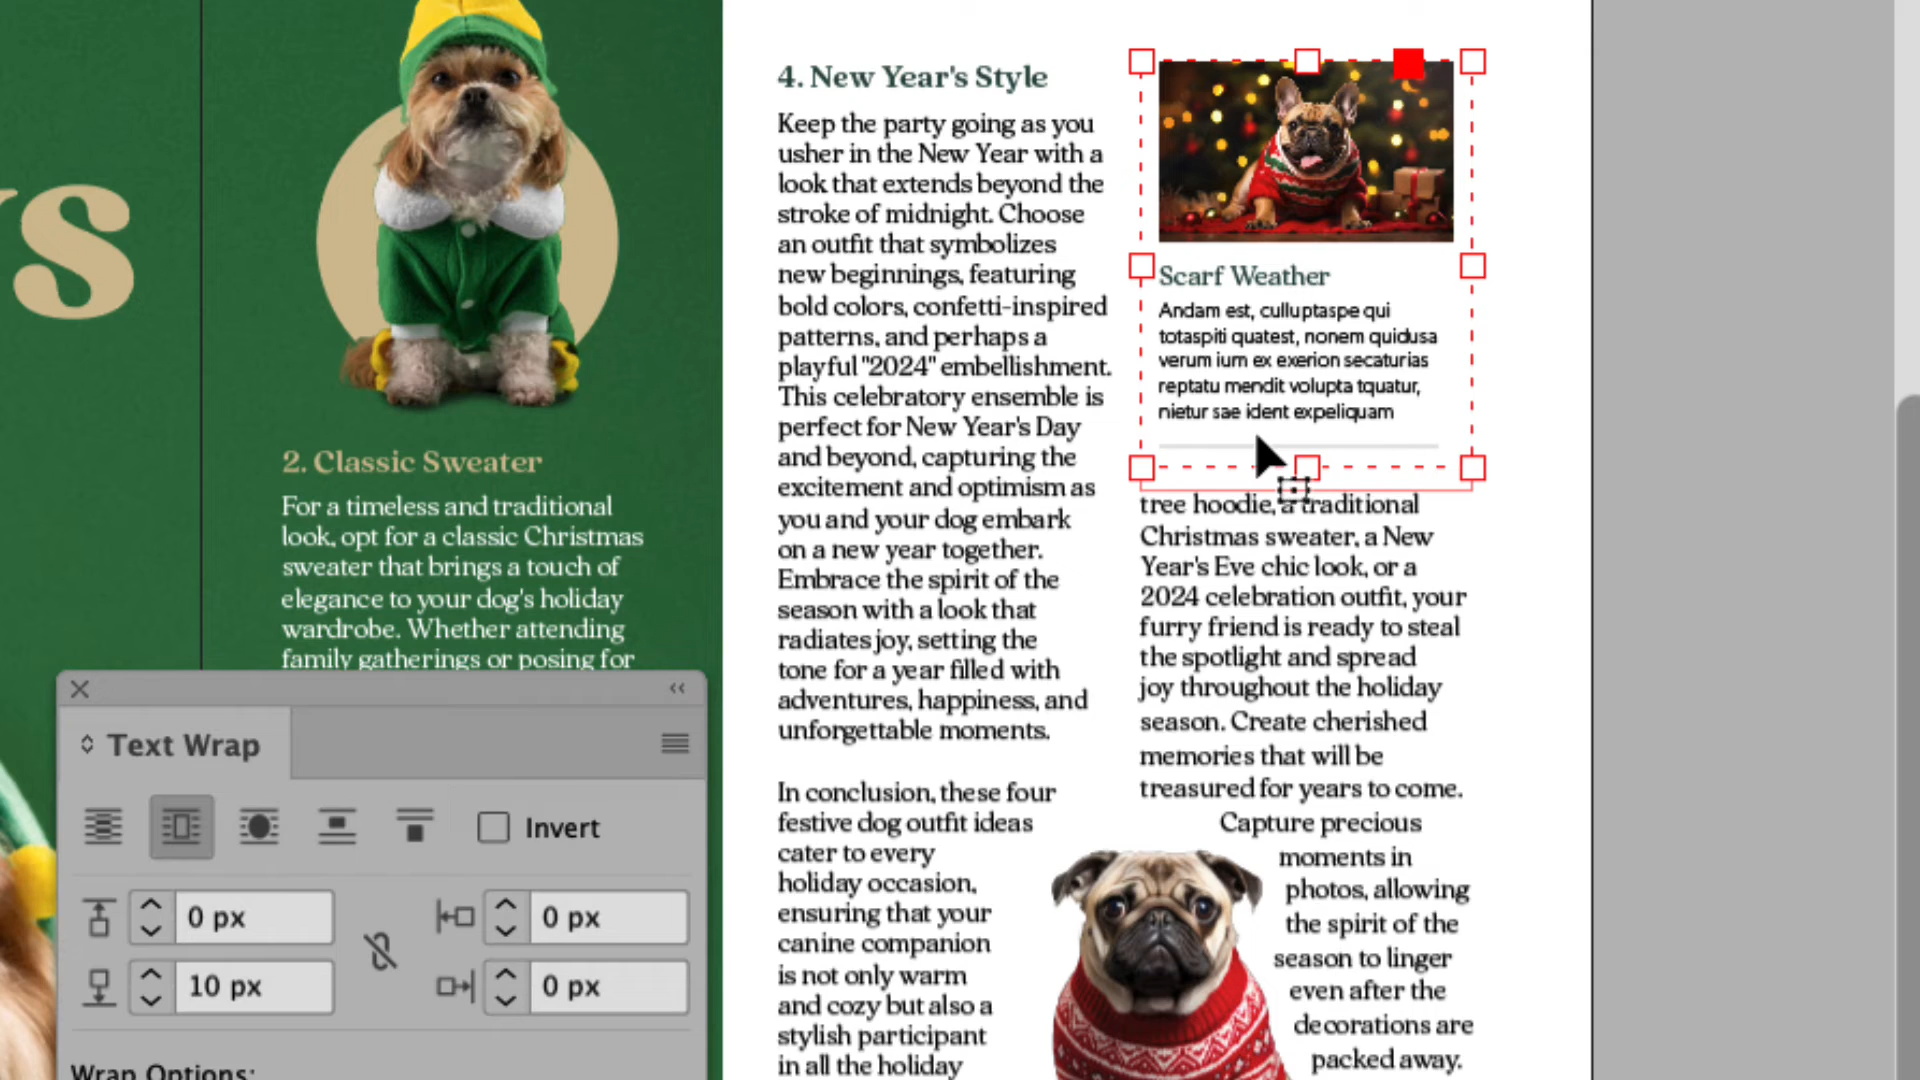 ys
2. Classic Sweater
For a timeless and traditional
look, opt for a classic Christmas
sweater that brings a touch of
elegance to your dog's holiday
wardrobe. Whether attending
family gatherings or posing for
4. New Year's Style
Keep the party going as you
usher in the New Year with a
look that extends beyond the
stroke of midnight. Choose
an outfit that symbolizes
new beginnings, featuring
bold colors, confetti-inspired
patterns, and perhaps a
playful "2024" embellishment.
This celebratory ensemble is
perfect for New Year's Day
and beyond, capturing the
excitement and optimism as
you and your dog embark
on a new year together.
Embrace the spirit of the
season with a look that
radiates joy, setting the
tone for a year filled with
adventures, happiness, and
unforgettable moments.
In conclusion, these four
festive dog outfit ideas
cater to every
holiday occasion,
ensuring that your
canine companion
is not only warm
and cozy but also a
stylish participant
in all the holiday
Scarf Weather
Andam est, culluptaspe qui
totaspiti quatest, nonem quidusa
verum ium ex exerion secaturias
reptatu mendit volupta tquatur,
nietur sae ident expeliquam
tree hoodie, a traditional
Christmas sweater, a New
Year's Eve chic look, or a
2024 celebration outfit, your
furry friend is ready to steal
the spotlight and spread
joy throughout the holiday
season. Create cherished
memories that will be
treasured for years to come.
Capture precious
moments in
photos, allowing
the spirit of the
season to linger
even after the
decorations are
packed away.
Text Wrap
Invert
0 px
0 px
10 px
0 px
Wrap Options: